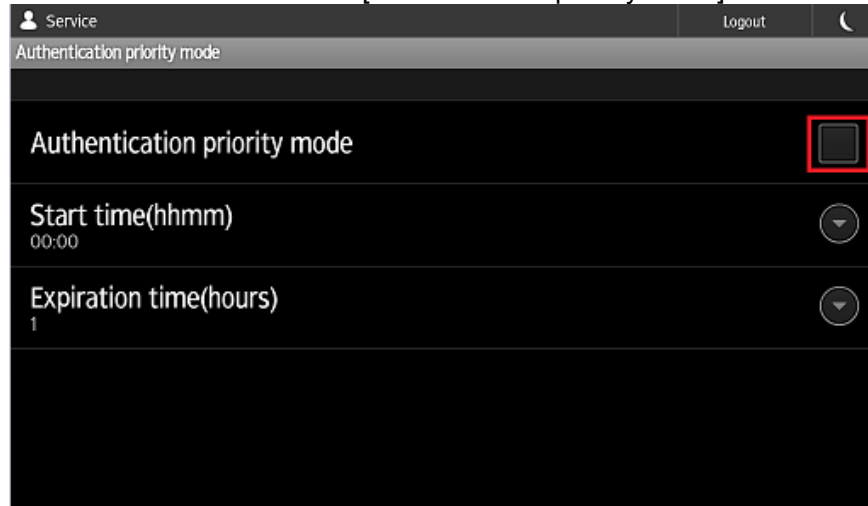 Service
Logout
Authentication priority mode
Authentication priority mode
Start time(hhmm)
00:00
Expiration time(hours)
1